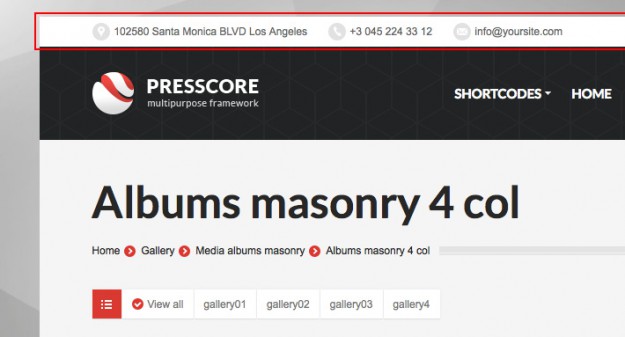 102580 Santa Monica BLVD Los Angeles +3 045 224 33 12 info@yoursite.com
PRESSCORE
multipurpose framework
SHORTCODES HOME
Albums masonry 4 col
Home Gallery Media albums masonry Albums masonry 4 col
View all gallery01 gallery02 gallery03 gallery4